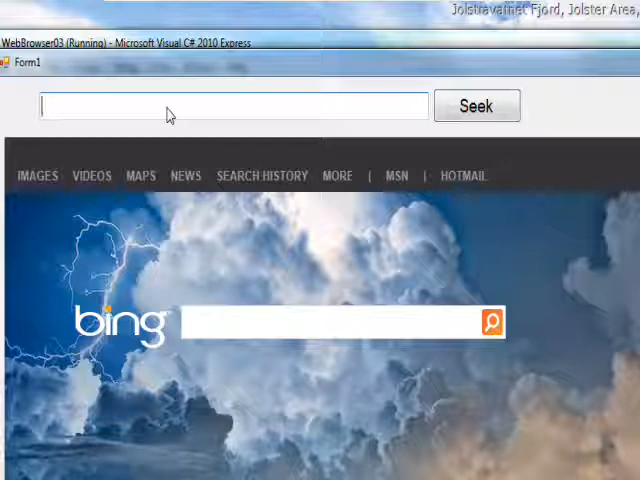 Jolstravatnet Fjord, Jolster Area,
WebBrowser03 (Running) - Microsoft Visual C# 2010 Express
Form1
Seek
IMAGES VIDEOS MAPS NEWS SEARCH HISTORY MORE | MSN | HOTMAIL
bing